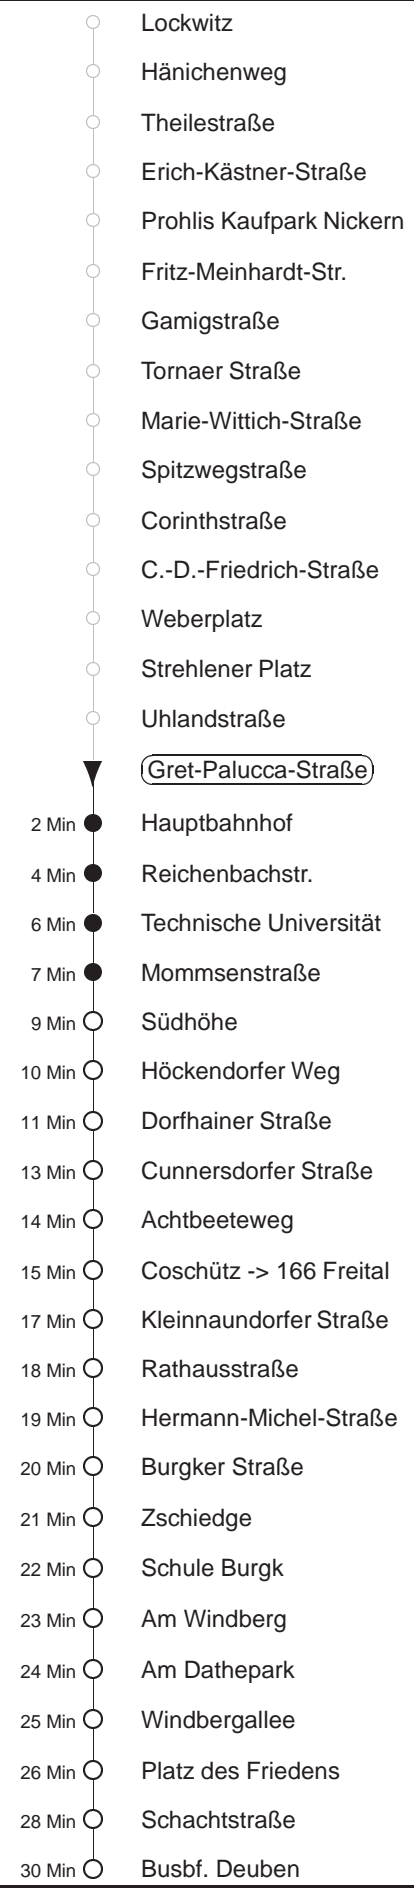 Lockwitz
Hänichenweg
Theilestraße
Erich-Kästner-Straße
Prohlis Kaufpark Nickern
Fritz-Meinhardt-Str.
Gamigstraße
Tornaer Straße
Marie-Wittich-Straße
Spitzwegstraße
Corinthstraße
C.-D.-Friedrich-Straße
Weberplatz
Strehlener Platz
Uhlandstraße
Gret-Palucca-Straße
2 Min Hauptbahnhof
4 Min Reichenbachstr.
6 Min Technische Universität
7 Min Mommsenstraße
9 Min Südhöhe
10 Min Höckendorfer Weg
11 Min Dorfhainer Straße
13 Min Cunnersdorfer Straße
14 Min Achtbeeteweg
15 Min Coschütz -> 166 Freital
17 Min Kleinnaundorfer Straße
18 Min Rathausstraße
19 Min Hermann-Michel-Straße
20 Min Burgker Straße
21 Min Zschiedge
22 Min Schule Burgk
23 Min Am Windberg
24 Min Am Dathepark
25 Min Windbergallee
26 Min Platz des Friedens
28 Min Schachtstraße
30 Min Busbf. Deuben